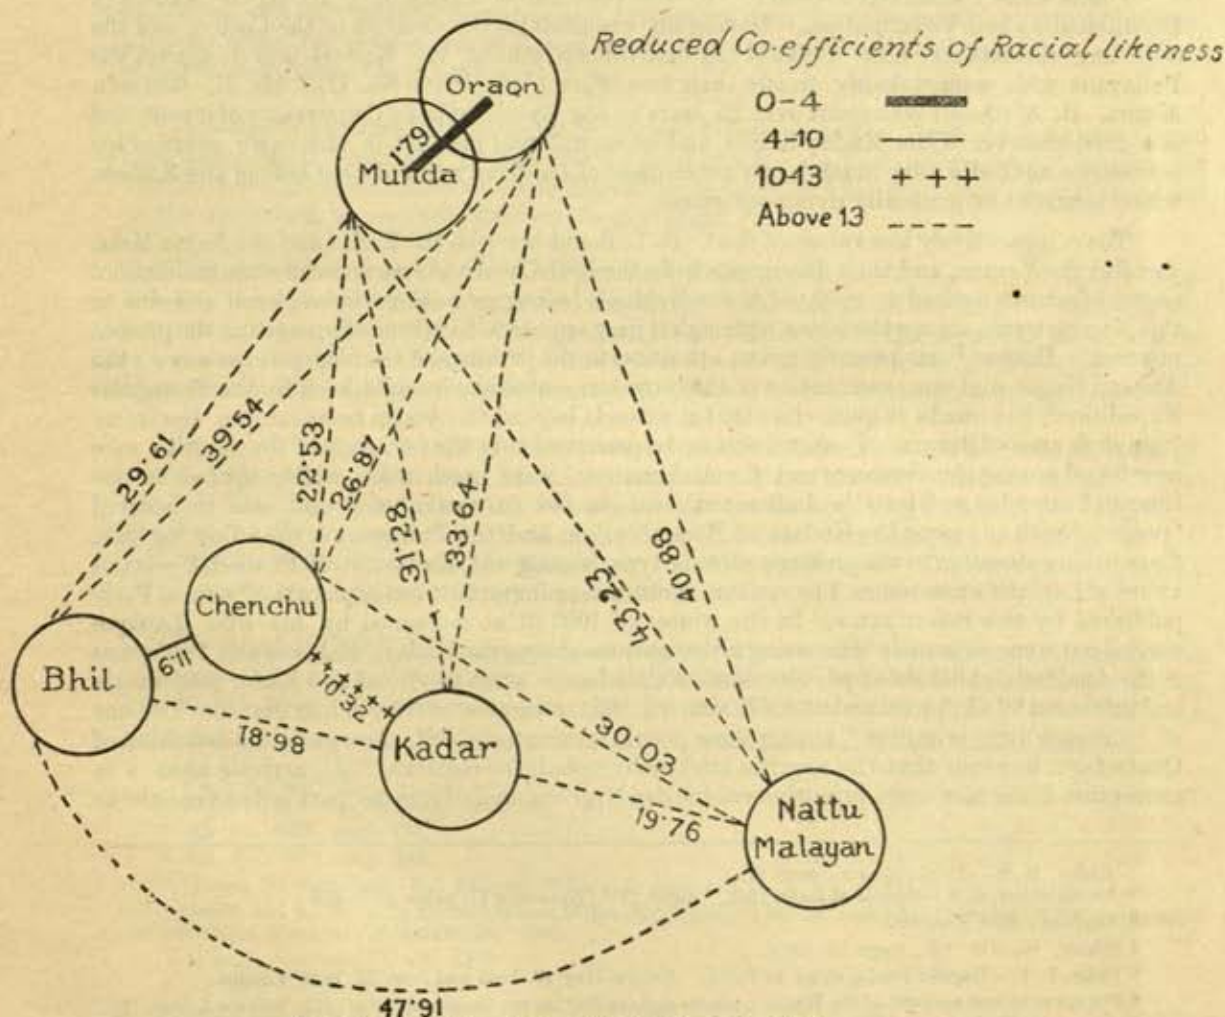 Reduced Co-efficients of Racial likeness
0-4
4-10
10-13 + + +
Above 13
Oraon
1·79
Munda
29·61
39·54
22·53
26·87
31·28
33·64
43·23
40·88
Chenchu
Bhil
6·11
10·32
18·98
Kadar
30·03
19·76
Nattu
Malayan
47·91